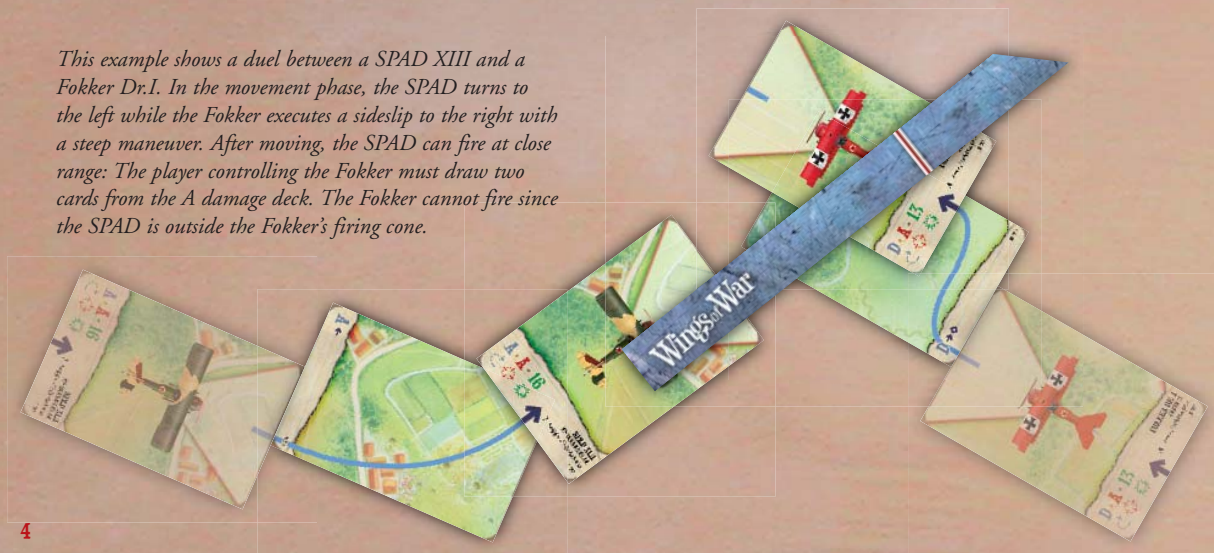 This example shows a duel between a SPAD XIII and a
Fokker Dr.I. In the movement phase, the SPAD turns to
the left while the Fokker executes a sideslip to the right with
a steep maneuver. After moving, the SPAD can fire at close
range: The player controlling the Fokker must draw two
cards from the A damage deck. The Fokker cannot fire since
the SPAD is outside the Fokker's firing cone.
A · A · 16
A
A · A · 16
Wings of War
D · A · 13
D
D · A · 13
4